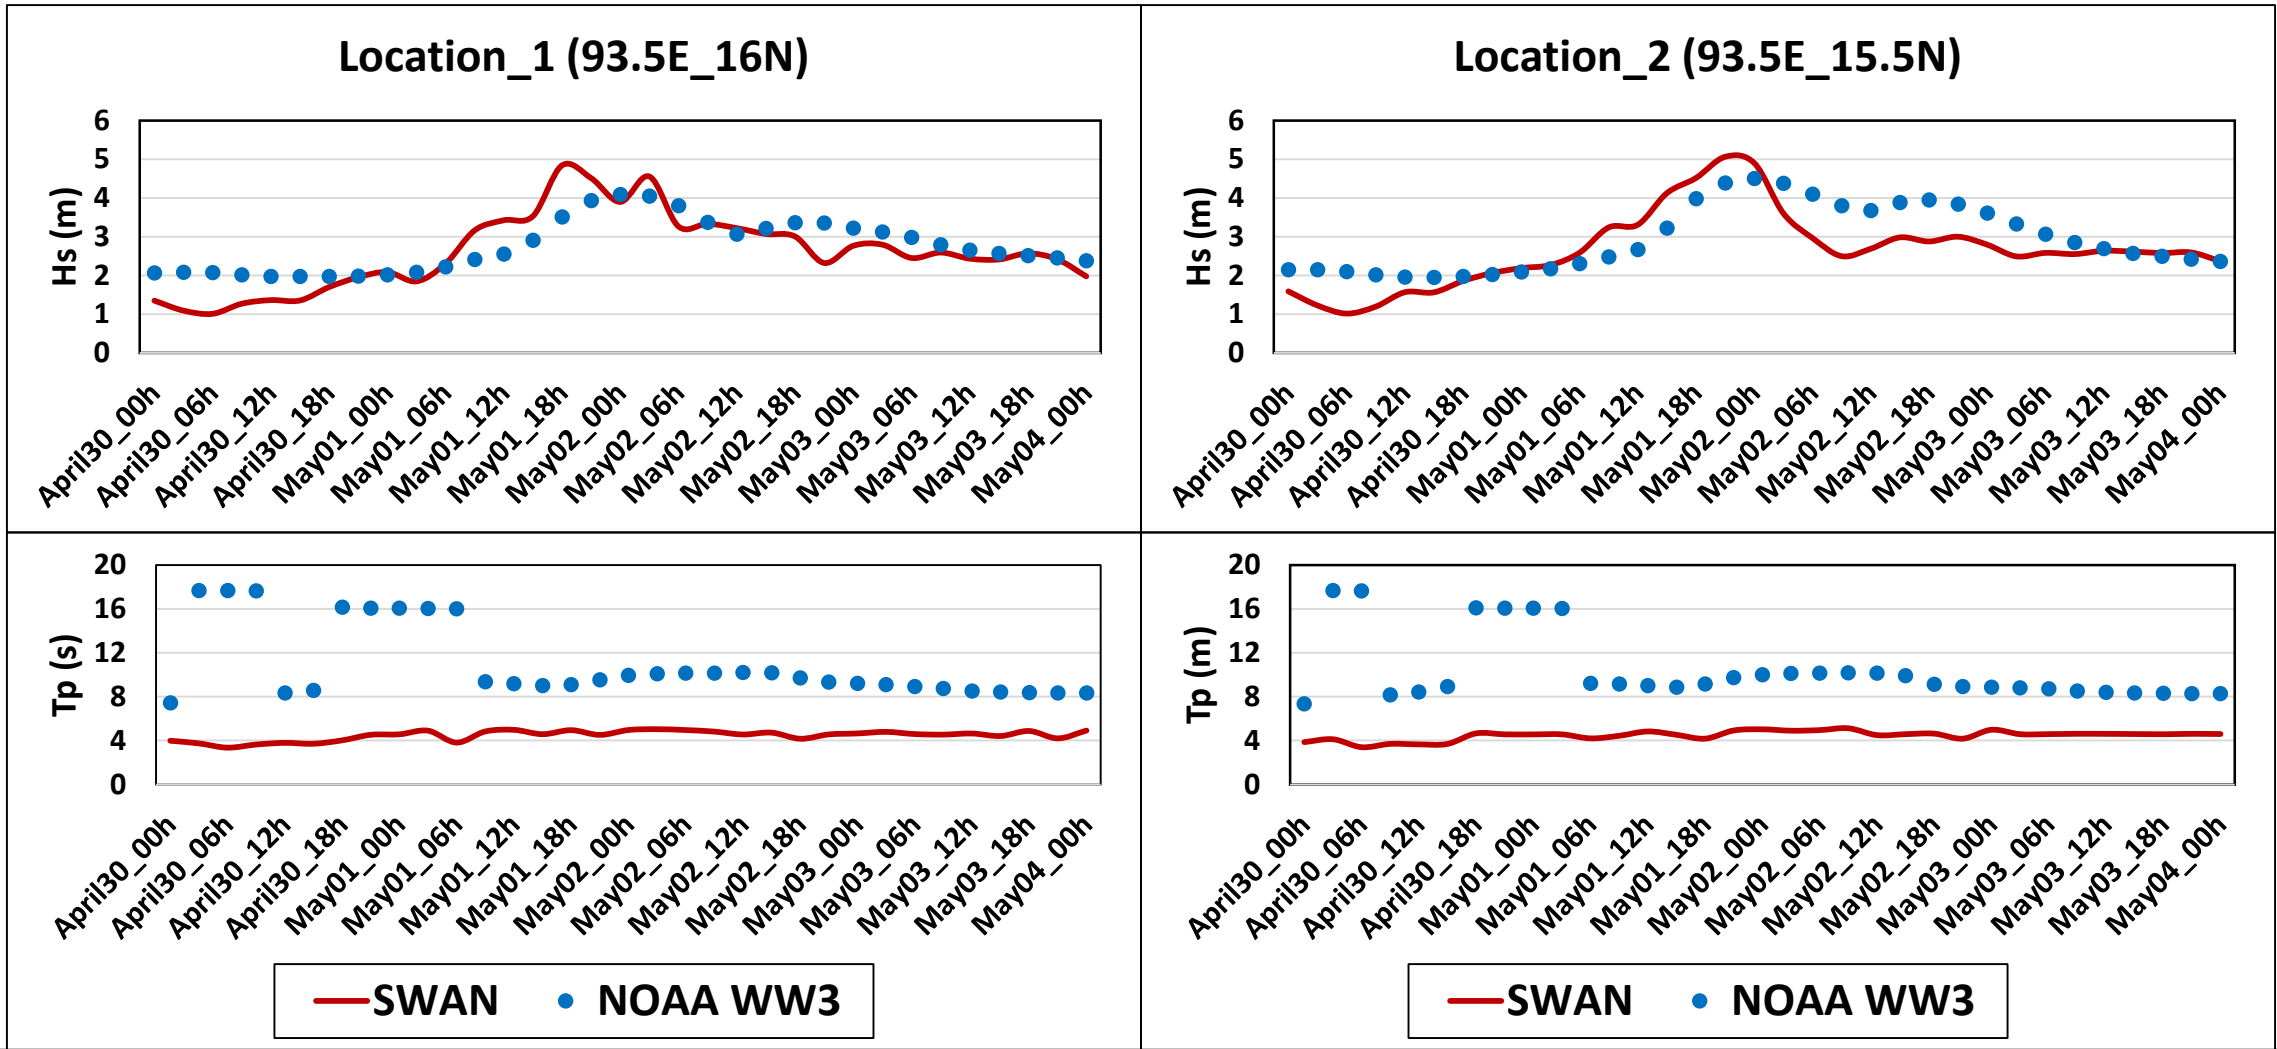 Location_1 (93.5E_16N)
Hs (m)
6
5
4
3
2
1
0
April30_00h
April30_06h
April30_12h
April30_18h
May01_00h
May01_06h
May01_12h
May01_18h
May02_00h
May02_06h
May02_12h
May02_18h
May03_00h
May03_06h
May03_12h
May03_18h
May04_00h
Location_2 (93.5E_15.5N)
Hs (m)
6
5
4
3
2
1
0
April30_00h
April30_06h
April30_12h
April30_18h
May01_00h
May01_06h
May01_12h
May01_18h
May02_00h
May02_06h
May02_12h
May02_18h
May03_00h
May03_06h
May03_12h
May03_18h
May04_00h
Tp (s)
20
16
12
8
4
0
April30_00h
April30_06h
April30_12h
April30_18h
May01_00h
May01_06h
May01_12h
May01_18h
May02_00h
May02_06h
May02_12h
May02_18h
May03_00h
May03_06h
May03_12h
May03_18h
May04_00h
SWAN NOAA WW3
Tp (m)
20
16
12
8
4
0
April30_00h
April30_06h
April30_12h
April30_18h
May01_00h
May01_06h
May01_12h
May01_18h
May02_00h
May02_06h
May02_12h
May02_18h
May03_00h
May03_06h
May03_12h
May03_18h
May04_00h
SWAN NOAA WW3